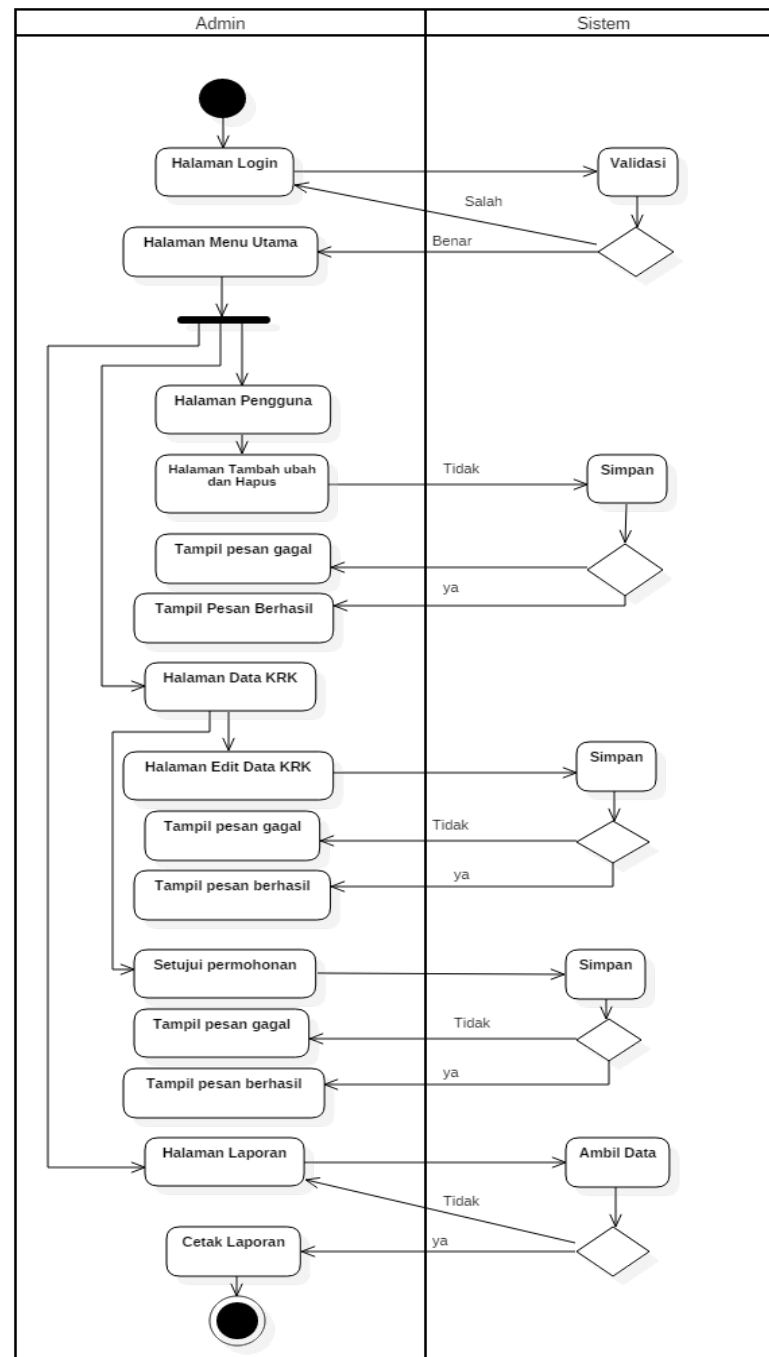 Admin
Sistem
Halaman Login
Validasi
Salah
Halaman Menu Utama
Benar
Halaman Pengguna
Halaman Tambah ubah
dan Hapus
Tidak
Simpan
Tampil pesan gagal
ya
Tampil Pesan Berhasil
Halaman Data KRK
Halaman Edit Data KRK
Simpan
Tampil pesan gagal
Tidak
ya
Tampil pesan berhasil
Setujui permohonan
Simpan
Tampil pesan gagal
Tidak
ya
Tampil pesan berhasil
Halaman Laporan
Ambil Data
Tidak
Cetak Laporan
ya